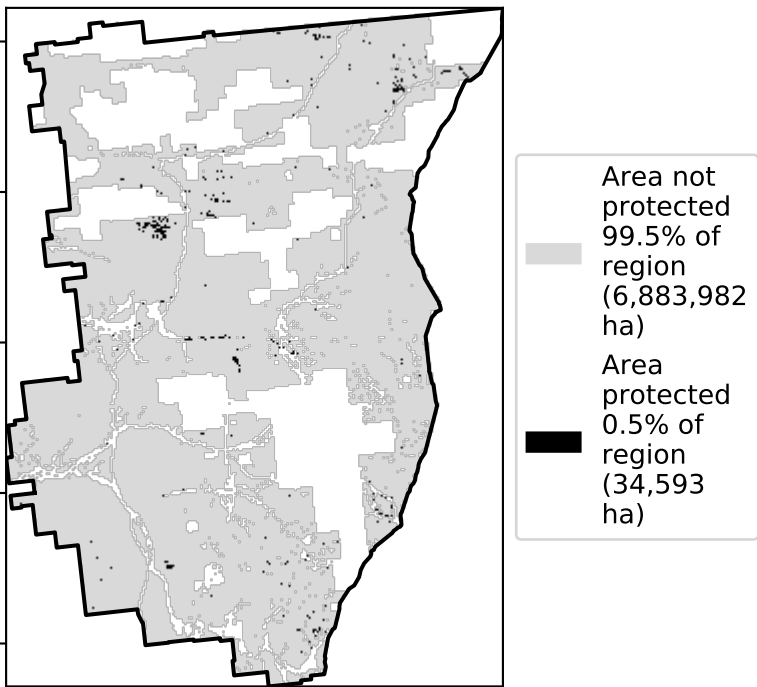 Area not
protected
99.5% of
region
(6,883,982
ha)
Area
protected
0.5% of
region
(34,593
ha)